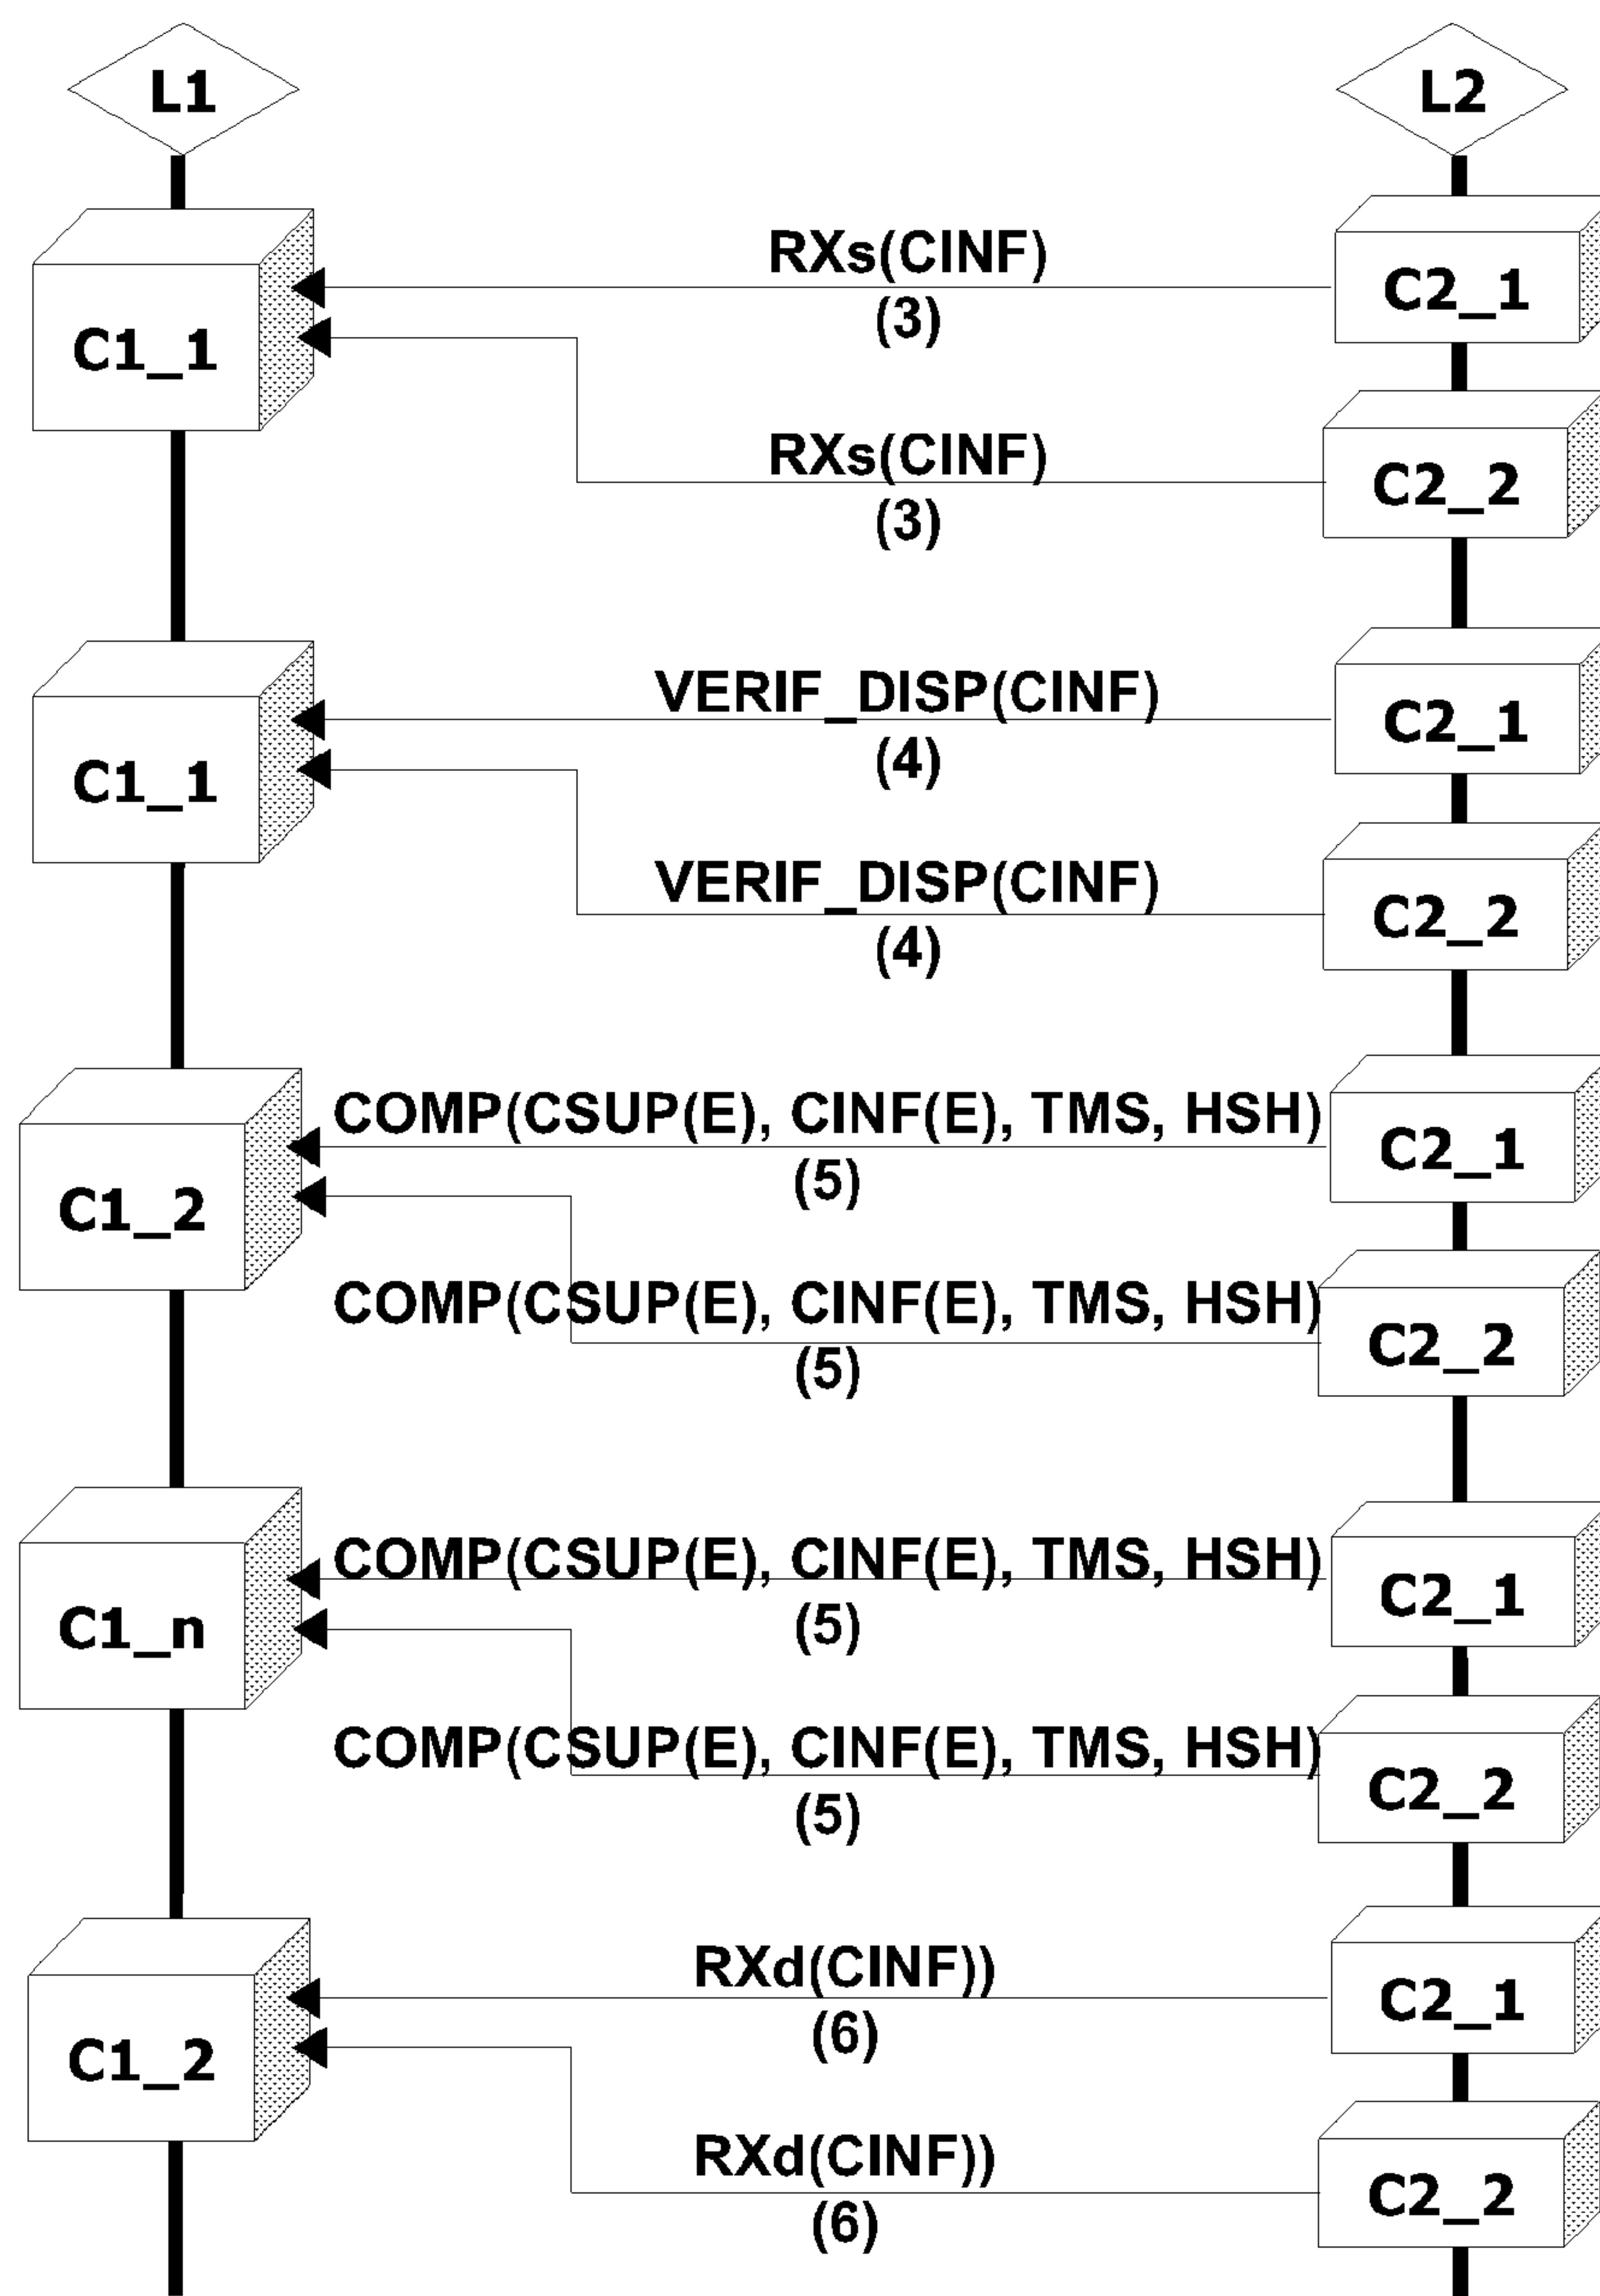 L1
L2
RXs(CINF)
(3)
C1_1
C2_1
RXs(CINF)
(3)
C2_2
VERIF_DISP(CINF)
(4)
C1_1
C2_1
VERIF_DISP(CINF)
(4)
C2_2
COMP(CSUP(E), CINF(E), TMS, HSH)
(5)
C1_2
C2_1
COMP(CSUP(E), CINF(E), TMS, HSH)
(5)
C2_2
COMP(CSUP(E), CINF(E), TMS, HSH)
(5)
C1_n
C2_1
COMP(CSUP(E), CINF(E), TMS, HSH)
(5)
C2_2
RXd(CINF))
(6)
C1_2
C2_1
RXd(CINF))
(6)
C2_2